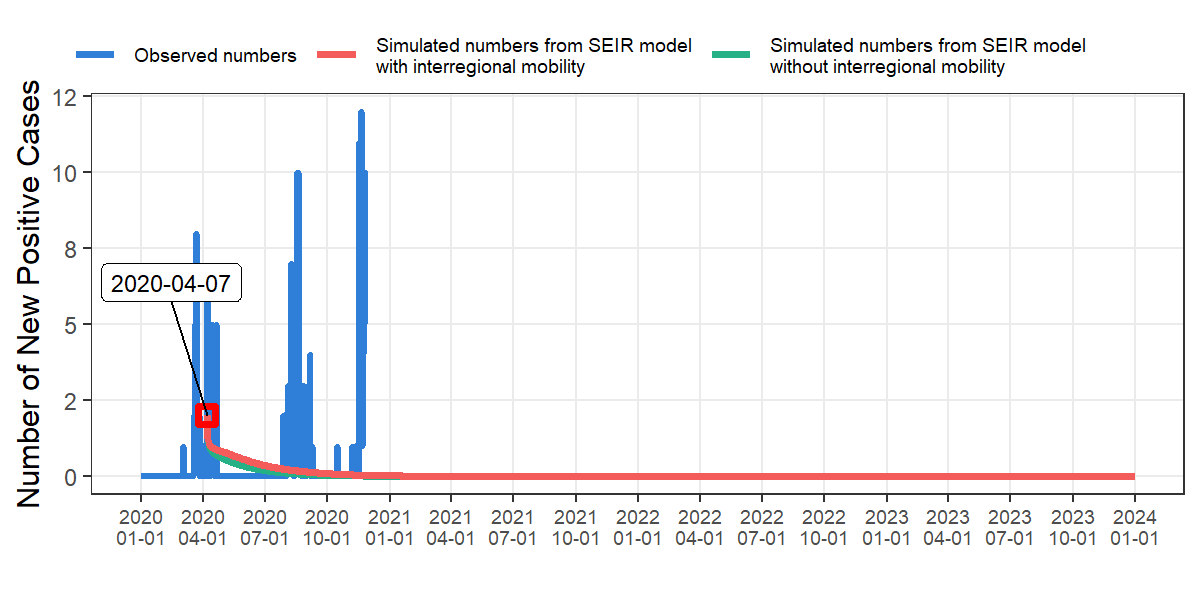 Observed numbers
Simulated numbers from SEIR model
with interregional mobility
Simulated numbers from SEIR model
without interregional mobility
Number of New Positive Cases
12
10
8
5
2
0
2020-04-07
2020 2020 2020 2020 2021 2021 2021 2021 2022 2022 2022 2022 2023 2023 2023 2023 2024
01-01 04-01 07-01 10-01 01-01 04-01 07-01 10-01 01-01 04-01 07-01 10-01 01-01 04-01 07-01 10-01 01-01